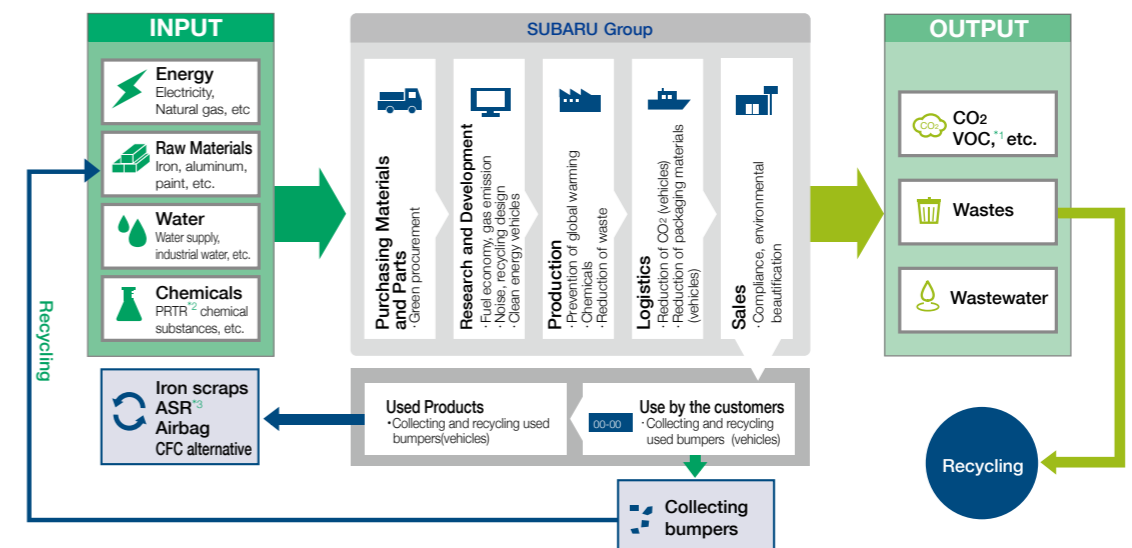 INPUT
Energy
Electricity,
Natural gas, etc
Raw Materials
Iron, aluminum,
paint, etc.
Water
Water supply,
industrial water, etc.
Chemicals
PRTR*2 chemical
substances, etc.
Recycling
SUBARU Group
Purchasing Materials
and Parts
·Green procurement
Research and Development
·Fuel economy, gas emission
·Noise, recycling design
·Clean energy vehicles
Production
·Prevention of global warming
·Chemicals
·Reduction of waste
Logistics
·Reduction of CO2 (vehicles)
·Reduction of packaging materials
(vehicles)
Sales
·Compliance, environmental
beautification
OUTPUT
CO2
CO2
VOC,*1 etc.
Wastes
Wastewater
Iron scraps
ASR*3
Airbag
CFC alternative
Used Products
·Collecting and recycling used
bumpers(vehicles)
00-00
Use by the customers
·Collecting and recycling
used bumpers (vehicles)
Collecting
bumpers
Recycling